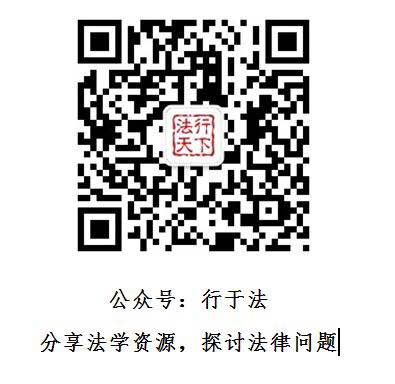 法行
天下
公众号：行于法
分享法学资源，探讨法律问题